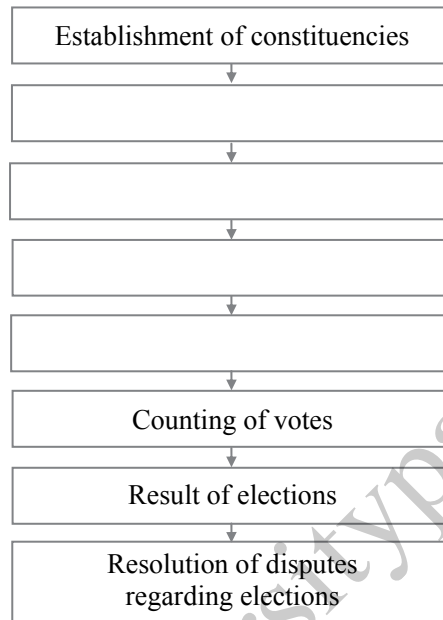 Establishment of constituencies
Counting of votes
Result of elections
Resolution of disputes
regarding elections